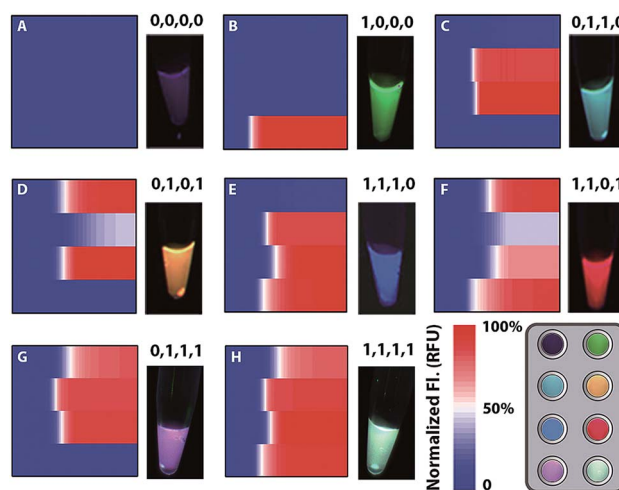 A 0,0,0,0
B 1,0,0,0
C 0,1,1,0
D 0,1,0,1
E 1,1,1,0
F 1,1,0,1
G 0,1,1,1
H 1,1,1,1
Normalized Fl. (RFU)
100%
50%
0